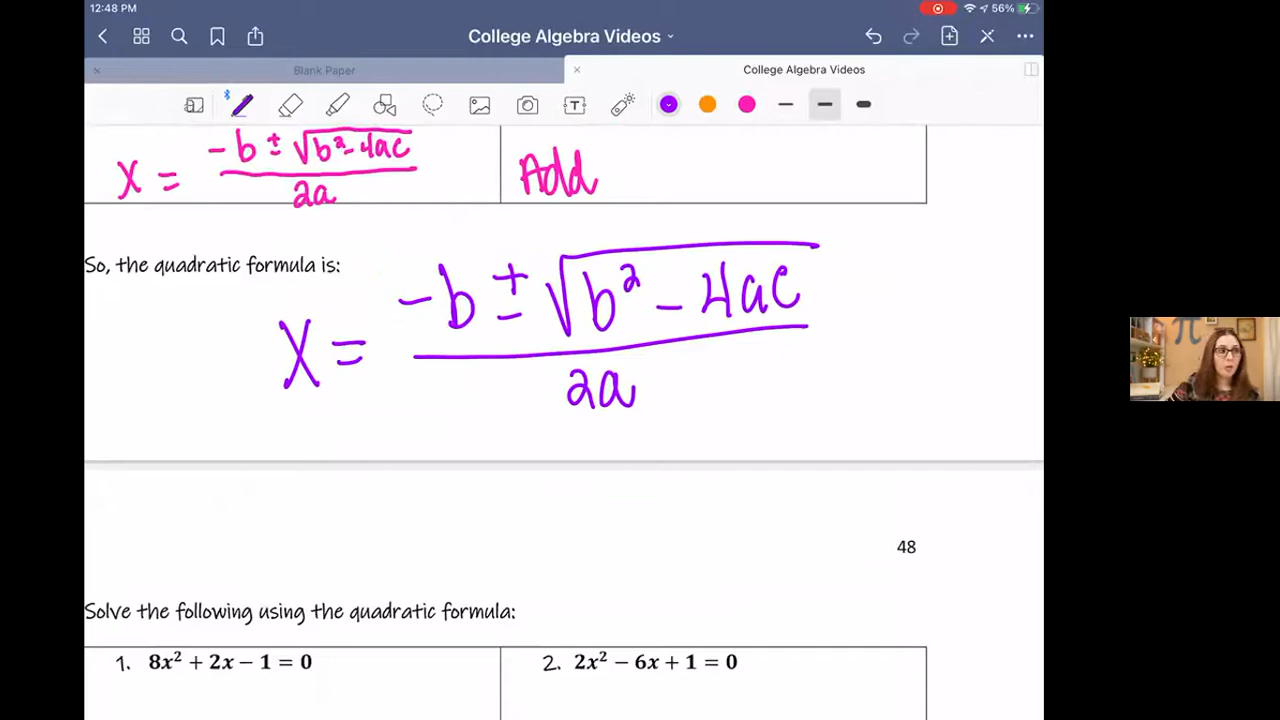 12:48 PM
56%
College Algebra Videos
Blank Paper
College Algebra Videos
x = -b ± √b² - 4ac / 2a
Add
So, the quadratic formula is:
X = -b ± √b² - 4ac / 2a
48
Solve the following using the quadratic formula:
1. 8x² + 2x − 1 = 0
2. 2x² − 6x + 1 = 0